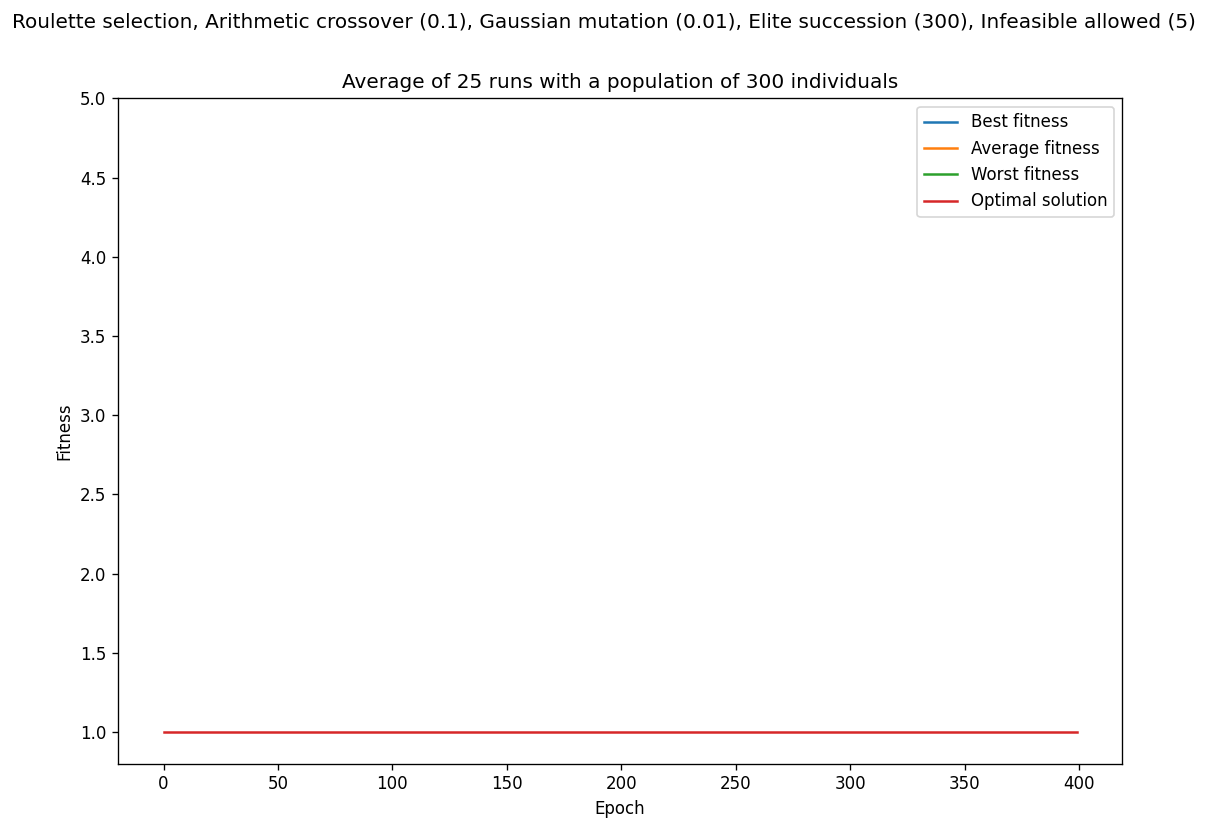 Roulette selection, Arithmetic crossover (0.1), Gaussian mutation (0.01), Elite succession (300), Infeasible allowed (5)
Average of 25 runs with a population of 300 individuals
Best fitness
Average fitness
Worst fitness
Optimal solution
5.0
4.5
4.0
3.5
3.0
2.5
2.0
1.5
1.0
Fitness
0 50 100 150 200 250 300 350 400
Epoch